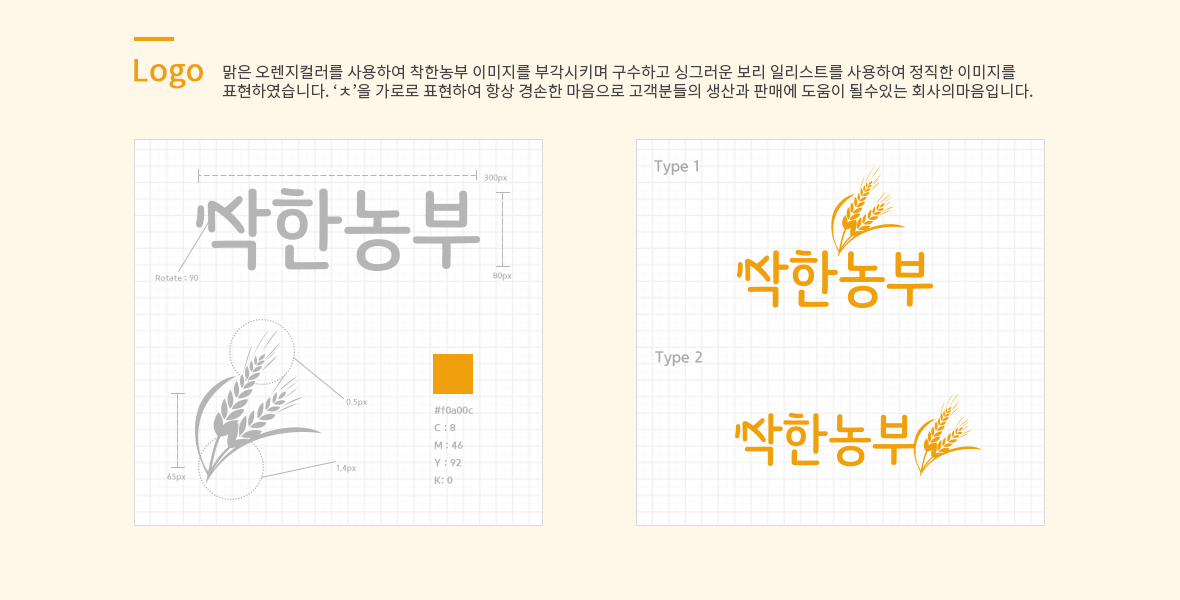 Logo
맑은 오렌지컬러를 사용하여 착한농부 이미지를 부각시키며 구수하고 싱그러운 보리 일리스트를 사용하여 정직한 이미지를
표현하였습니다. ‘ㅊ’을 가로로 표현하여 항상 경손한 마음으로 고객분들의 생산과 판매에 도움이 될수있는 회사의마음입니다.
300px
착한농부
Rotate : 90
80px
0,5px
65px
1,4px
#f0a00c
C : 8
M : 46
Y : 92
K: 0
Type 1
착한농부
Type 2
착한농부